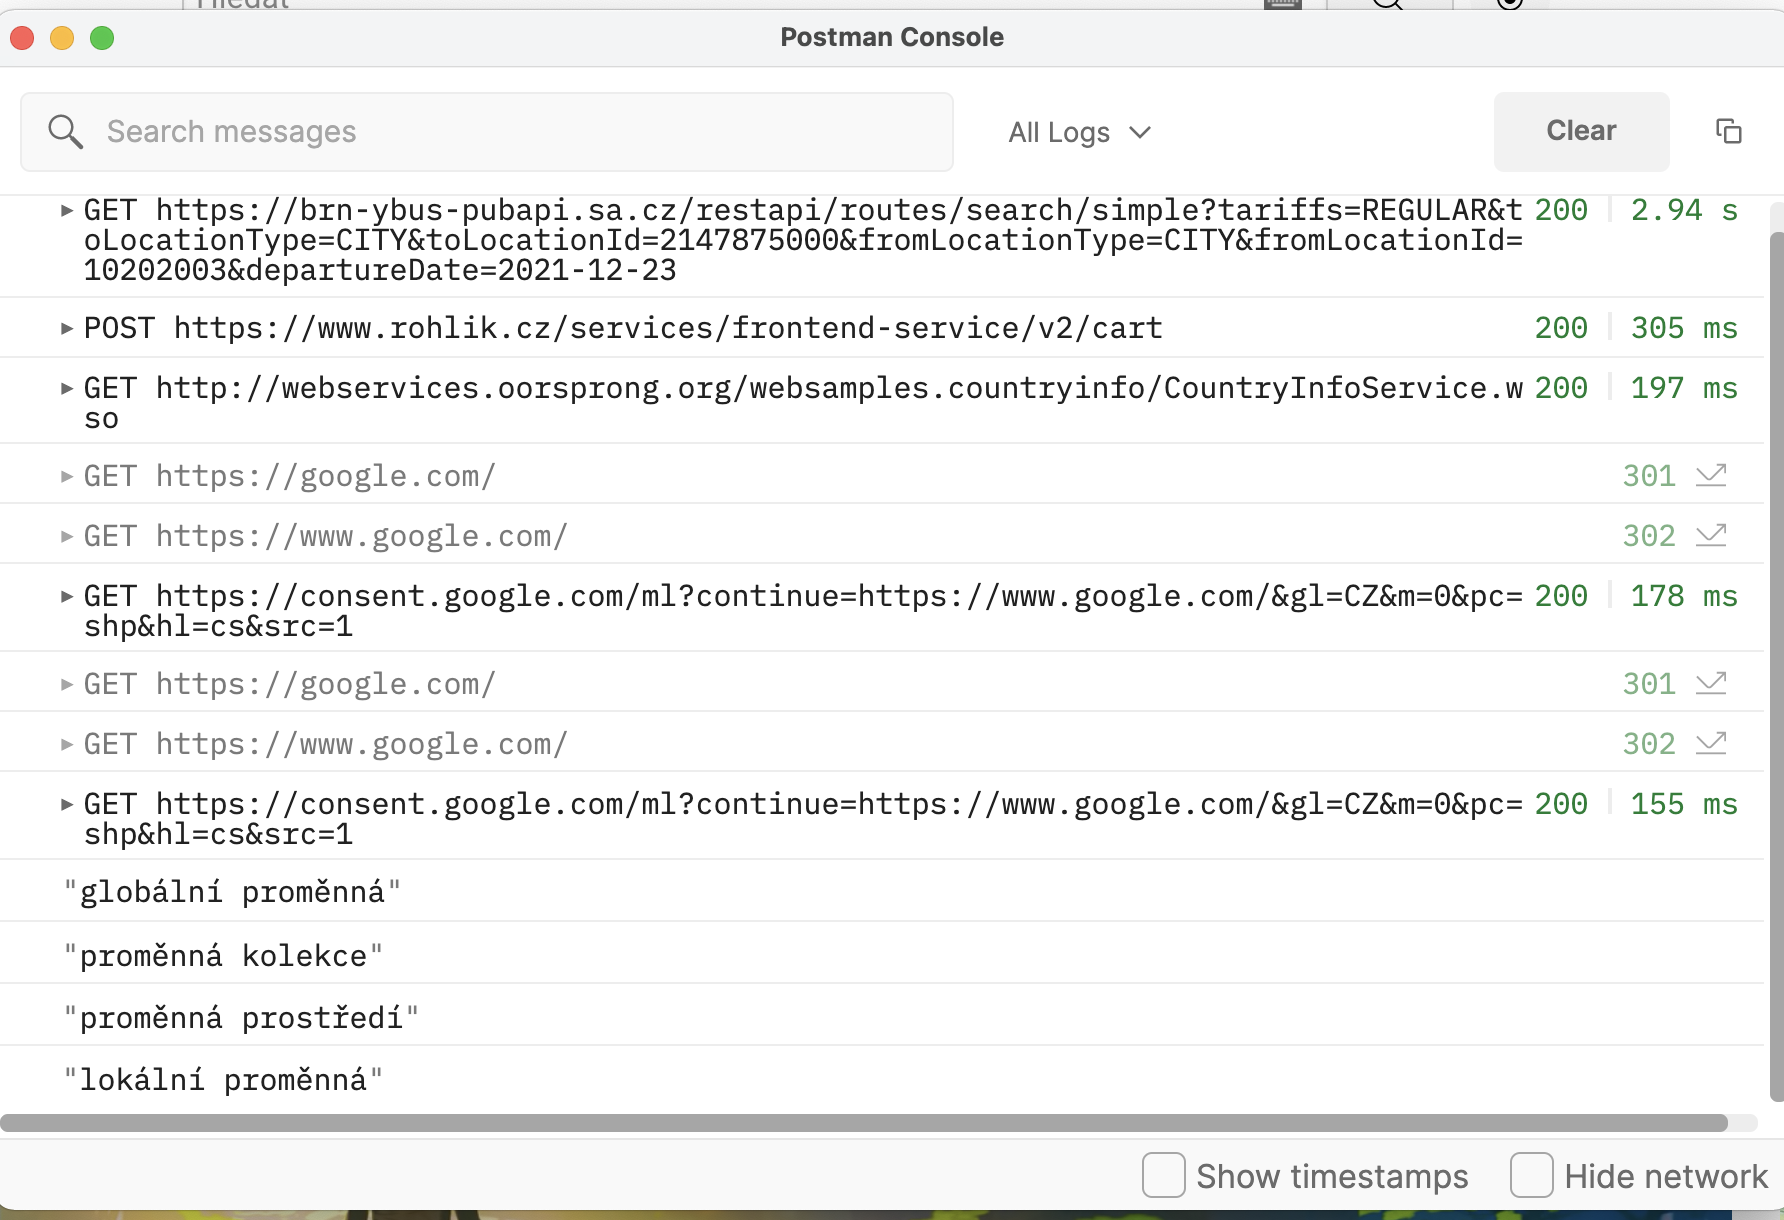 Hledat
Postman Console
Search messages
All Logs
Clear
GET https://brn-ybus-pubapi.sa.cz/restapi/routes/search/simple?tariffs=REGULAR&t 200 2.94 s
oLocationType=CITY&toLocationId=2147875000&fromLocationType=CITY&fromLocationId=
10202003&departureDate=2021-12-23
POST https://www.rohlik.cz/services/frontend-service/v2/cart 200 305 ms
GET http://webservices.oorsprong.org/websamples.countryinfo/CountryInfoService.w 200 197 ms
so
GET https://google.com/ 301
GET https://www.google.com/ 302
GET https://consent.google.com/ml?continue=https://www.google.com/&gl=CZ&m=0&pc= 200 178 ms
shp&hl=cs&src=1
GET https://google.com/ 301
GET https://www.google.com/ 302
GET https://consent.google.com/ml?continue=https://www.google.com/&gl=CZ&m=0&pc= 200 155 ms
shp&hl=cs&src=1
"globální proměnná"
"proměnná kolekce"
"proměnná prostředí"
"lokální proměnná"
Show timestamps
Hide network